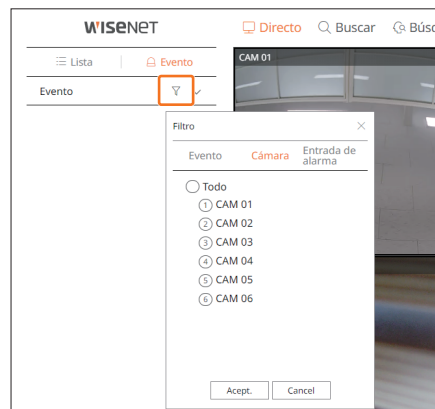 WISENET
Directo Buscar Búsc
Lista Evento
CAM 01
Evento
Filtro
Evento Cámara Entrada de alarma
Todo
1 CAM 01
2 CAM 02
3 CAM 03
4 CAM 04
5 CAM 05
6 CAM 06
Acept. Cancel